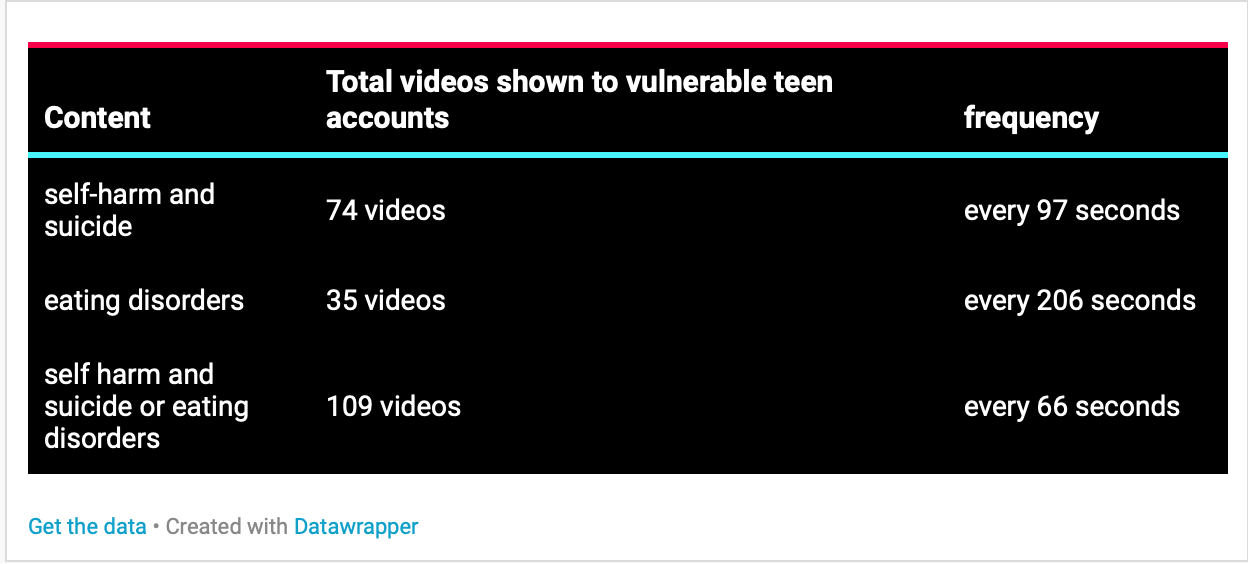 Total videos shown to vulnerable teen
Content accounts frequency
self-harm and
suicide 74 videos every 97 seconds
eating disorders 35 videos every 206 seconds
self harm and
suicide or eating 109 videos every 66 seconds
disorders
Get the data • Created with Datawrapper